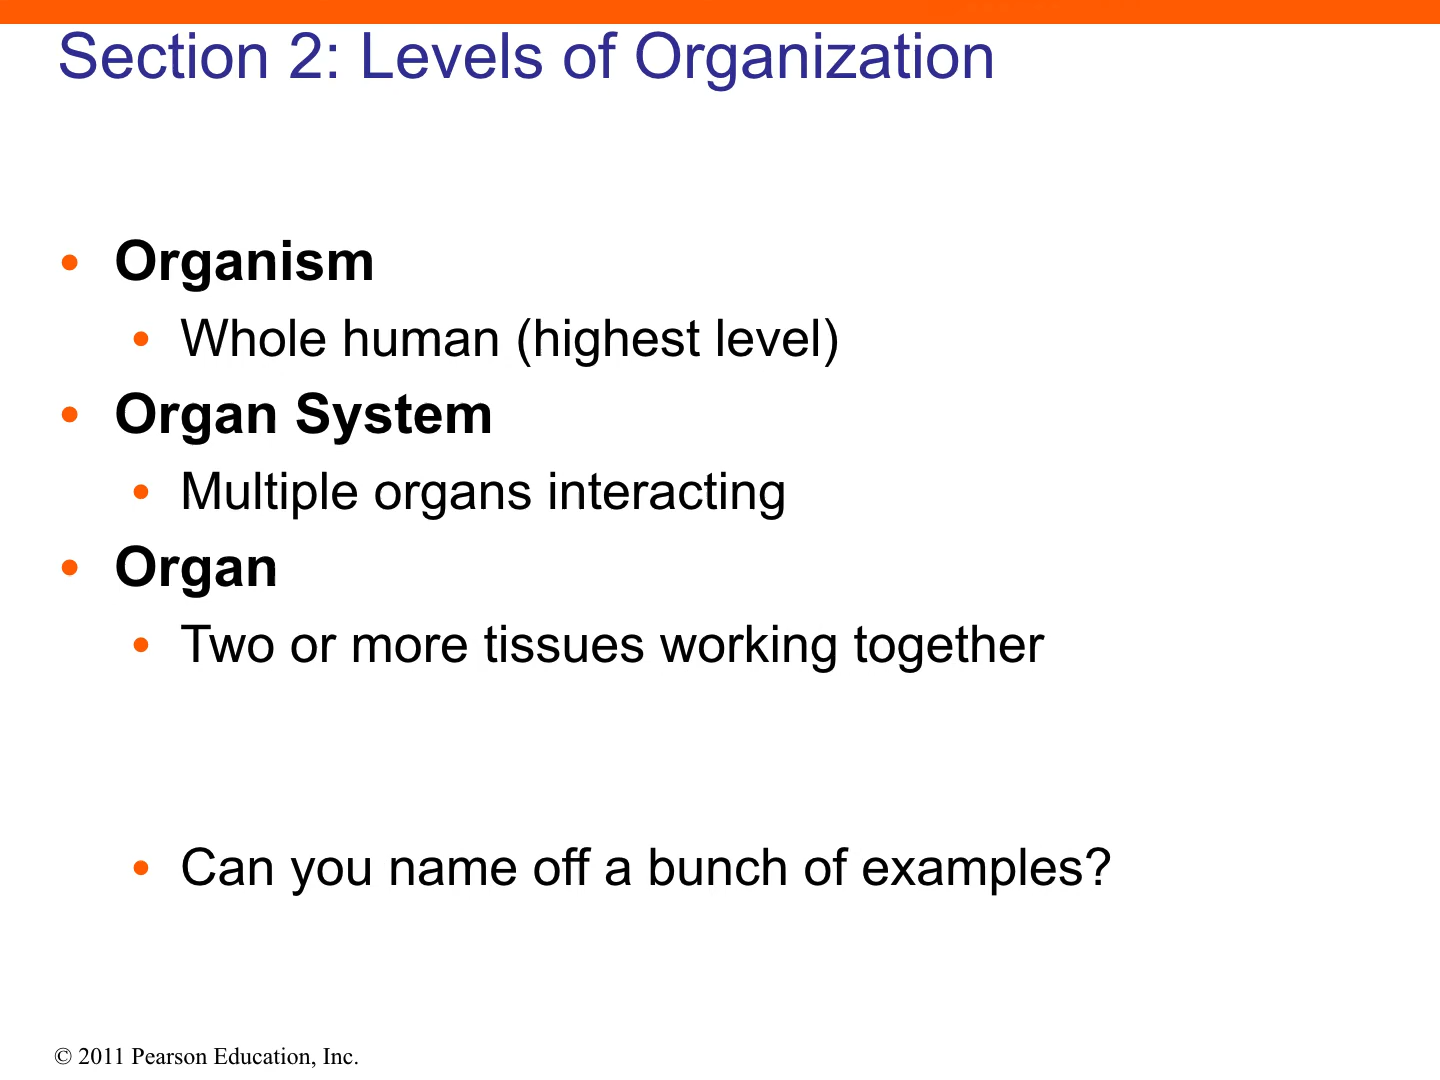 Section 2: Levels of Organization
• Organism
• Whole human (highest level)
• Organ System
• Multiple organs interacting
• Organ
• Two or more tissues working together
• Can you name off a bunch of examples?
© 2011 Pearson Education, Inc.